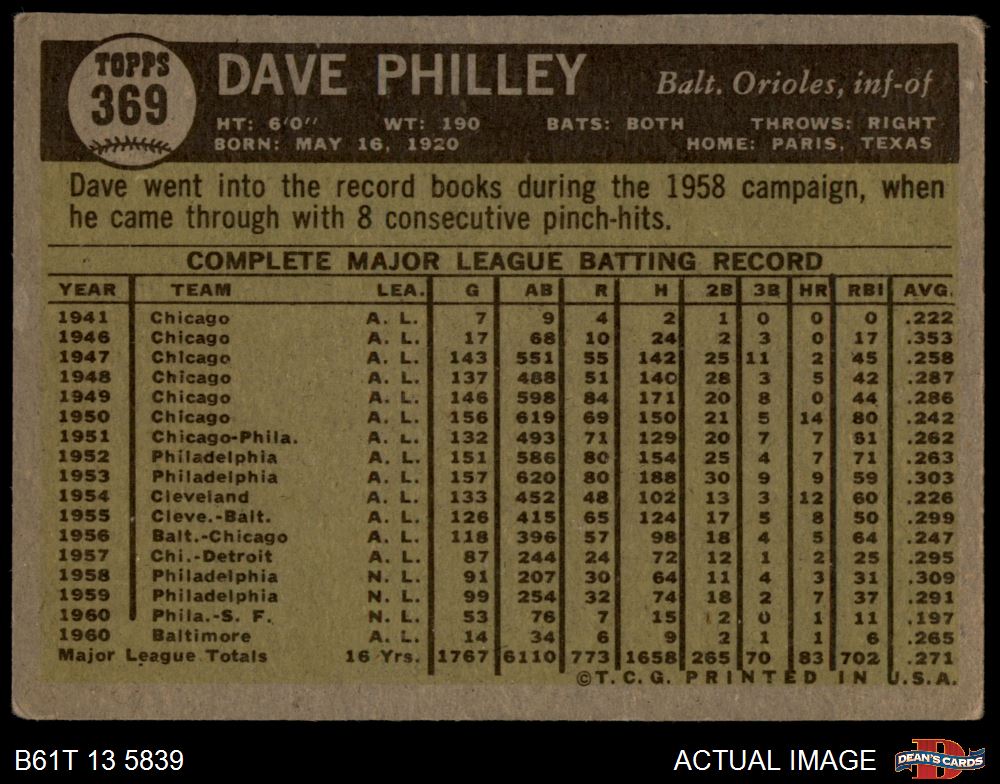 TOPPS
369
DAVE PHILLEY
Balt. Orioles, inf-of
HT: 6'0" WT: 190 BATS: BOTH THROWS: RIGHT
BORN: MAY 16, 1920 HOME: PARIS, TEXAS
Dave went into the record books during the 1958 campaign, when
he came through with 8 consecutive pinch-hits.
COMPLETE MAJOR LEAGUE BATTING RECORD
YEAR TEAM LEA. G AB R H 2B 3B HR RBI AVG.
1941 Chicago A. L. 7 9 4 2 1 0 0 0 .222
1946 Chicago A. L. 17 68 10 24 2 3 0 17 .353
1947 Chicago A. L. 143 551 55 142 25 11 2 45 .258
1948 Chicago A. L. 137 488 51 140 28 3 5 42 .287
1949 Chicago A. L. 146 598 84 171 20 8 0 44 .286
1950 Chicago A. L. 156 619 69 150 21 5 14 80 .242
1951 Chicago-Phila. A. L. 132 493 71 129 20 7 7 61 .262
1952 Philadelphia A. L. 151 586 80 154 25 4 7 71 .263
1953 Philadelphia A. L. 157 620 80 188 30 9 9 59 .303
1954 Cleveland A. L. 133 452 48 102 13 3 12 60 .226
1955 Cleve.-Balt. A. L. 126 415 65 124 17 5 8 50 .299
1956 Balt.-Chicago A. L. 118 396 57 98 18 4 5 64 .247
1957 Chi.-Detroit A. L. 87 244 24 72 12 1 2 25 .295
1958 Philadelphia N. L. 91 207 30 64 11 4 3 31 .309
1959 Philadelphia N. L. 99 254 32 74 18 2 7 37 .291
1960 Phila.-S. F. N. L. 53 76 7 15 2 0 1 11 .197
1960 Baltimore A. L. 14 34 6 9 2 1 1 6 .265
Major League Totals 16 Yrs. 1767 6110 773 1658 265 70 83 702 .271
©T. C. G. PRINTED IN U.S.A.
B61T 13 5839 ACTUAL IMAGE
DEAN'S CARDS